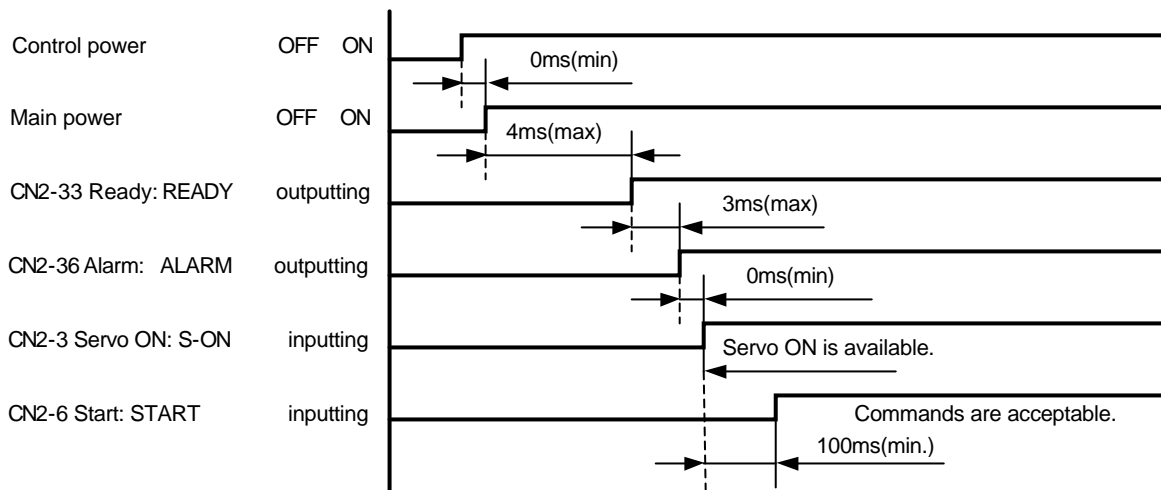 Control power OFF ON
0ms(min)
Main power OFF ON
4ms(max)
CN2-33 Ready: READY outputting
3ms(max)
CN2-36 Alarm: ALARM outputting
0ms(min)
CN2-3 Servo ON: S-ON inputting
Servo ON is available.
CN2-6 Start: START inputting
Commands are acceptable.
100ms(min.)